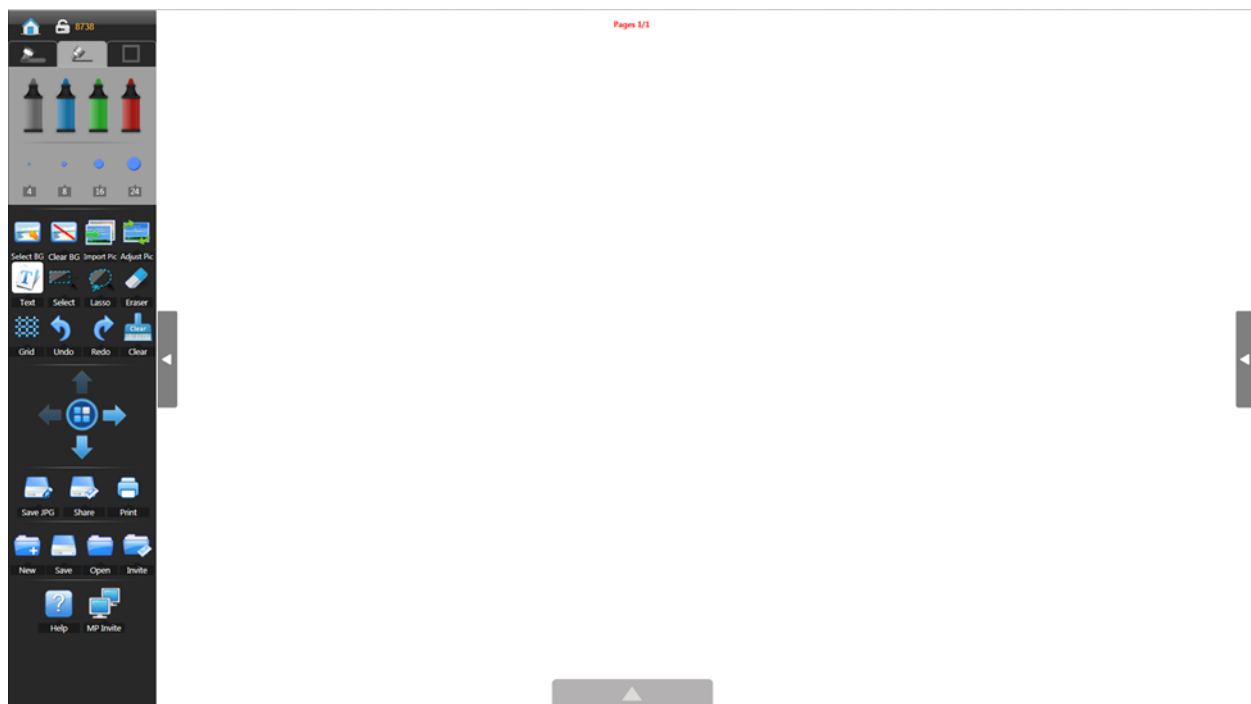 8738
Pages 1/1
4 8 16 24
Select BG Clear BG Import Pic Adjust Pic
T
Text Select Lasso Eraser
Clear
Grid Undo Redo Clear
Save JPG Share Print
New Save Open Invite
?
Help MP Invite